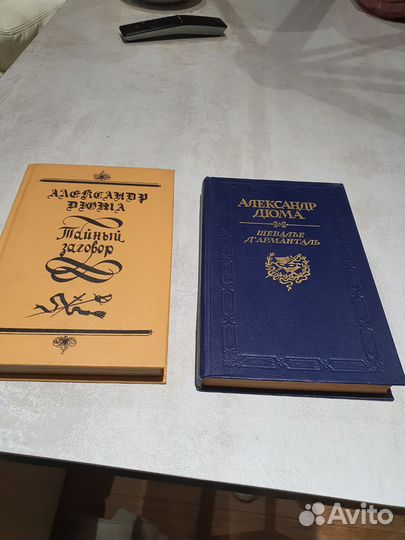 АЛЕКСАНДР
ДЮМА
Тайный
заговор
АЛЕКСАНДР
ДЮМА
ШЕВАЛЬЕ
Д'АРМАНТАЛЬ
Avito